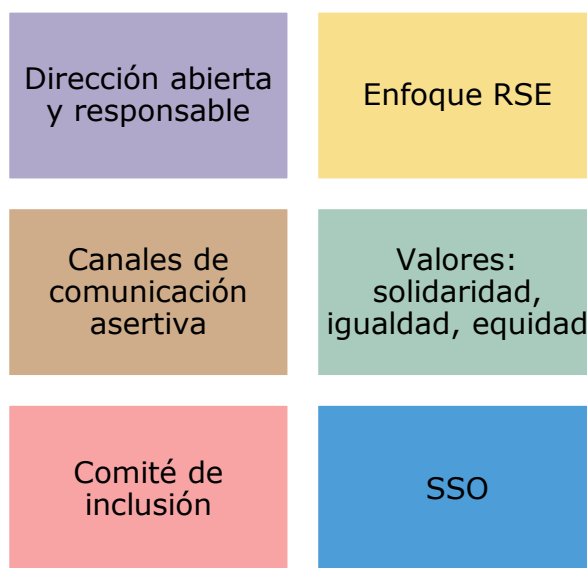 Dirección abierta
y responsable
Enfoque RSE
Canales de
comunicación
asertiva
Valores:
solidaridad,
igualdad, equidad
Comité de
inclusión
SSO